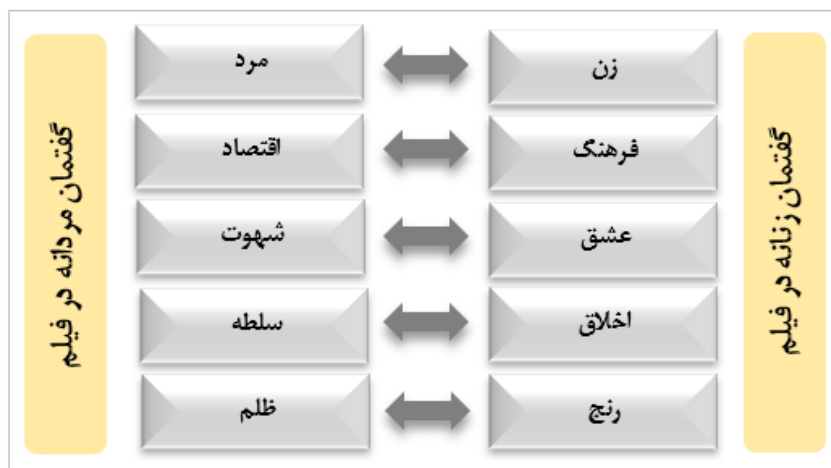 گفتمان زنانه در فیلم
زن
مرد
فرهنگ
اقتصاد
عشق
شهوت
اخلاق
سلطه
رنج
ظلم
گفتمان مردانه در فیلم